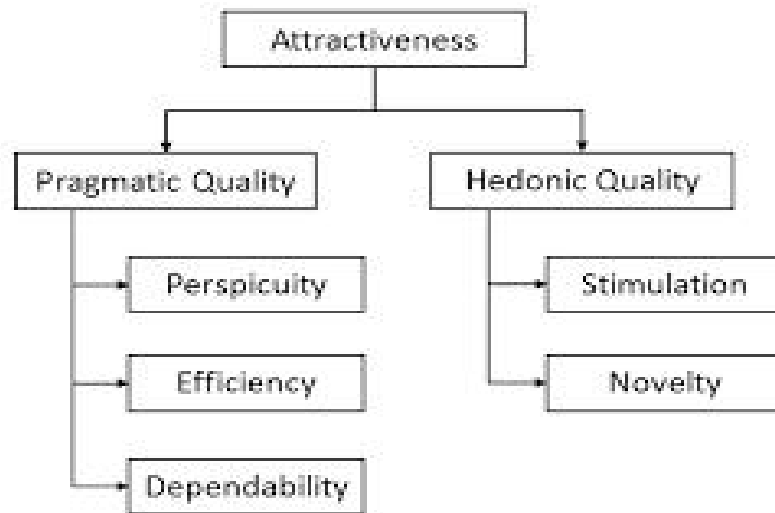 Attractiveness
Pragmatic Quality
Hedonic Quality
Perspicuity
Stimulation
Efficiency
Novelty
Dependability